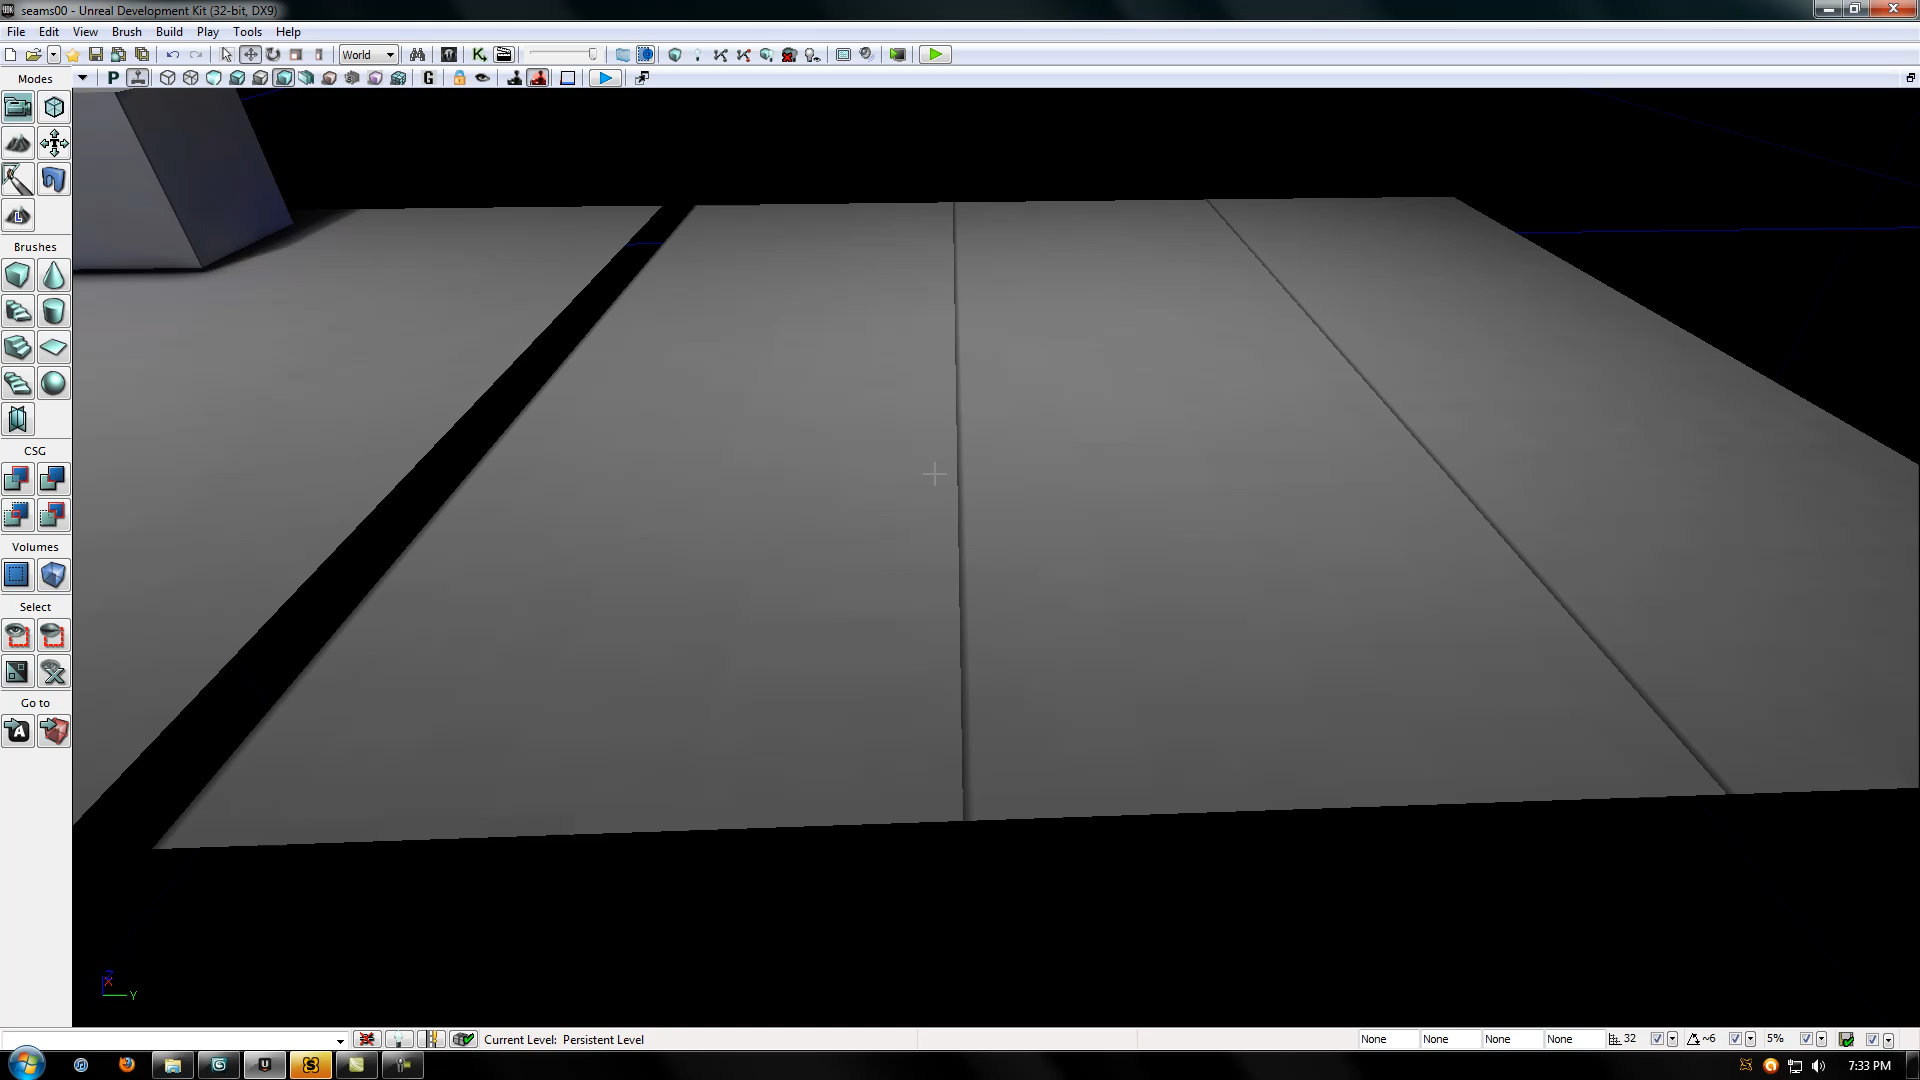 seams00 - Unreal Development Kit (32-bit, DX9)
File Edit View Brush Build Play Tools Help
World
Modes
P
G
L
Brushes
CSG
Volumes
Select
Go to
A
Z
X
Y
Current Level: Persistent Level
None None None None 32 ~6 5%
7:33 PM